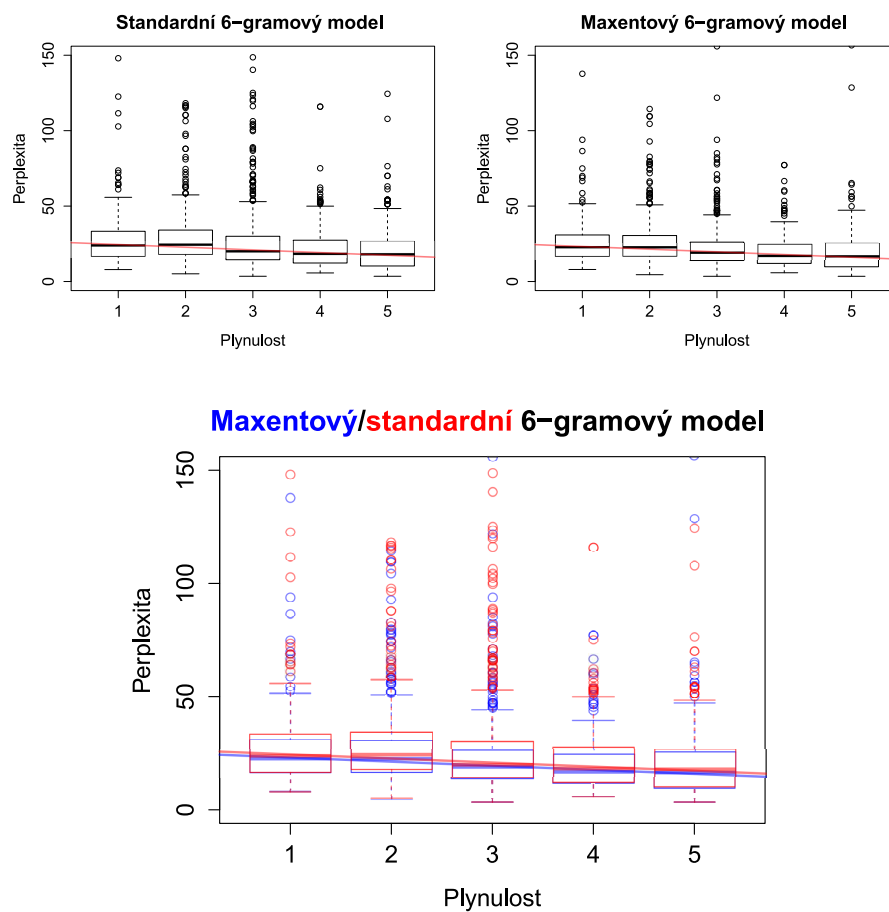 Standardní 6−gramový model
Perplexita
150
100
50
0
1 2 3 4 5
Plynulost
Maxentový 6−gramový model
Perplexita
150
100
50
0
1 2 3 4 5
Plynulost
Maxentový/standardní 6−gramový model
Perplexita
150
100
50
0
1 2 3 4 5
Plynulost